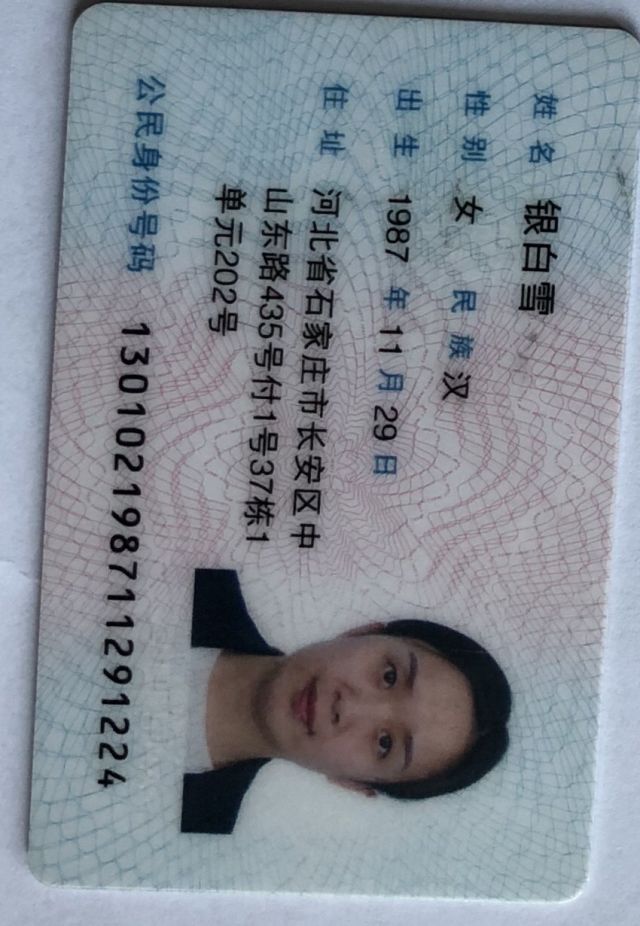 姓名 银白雪
性别 女 民族 汉
出生 1987 年 11 月 29 日
住址 河北省石家庄市长安区中
山东路435号付1号37栋1
单元202号
公民身份号码 130102198711291224